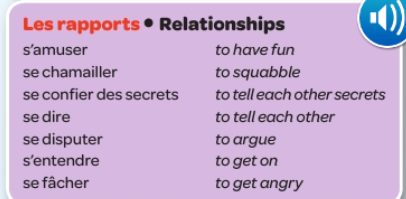 Les rapports • Relationships
s'amuser to have fun
se chamailler to squabble
se confier des secrets to tell each other secrets
se dire to tell each other
se disputer to argue
s'entendre to get on
se fâcher to get angry